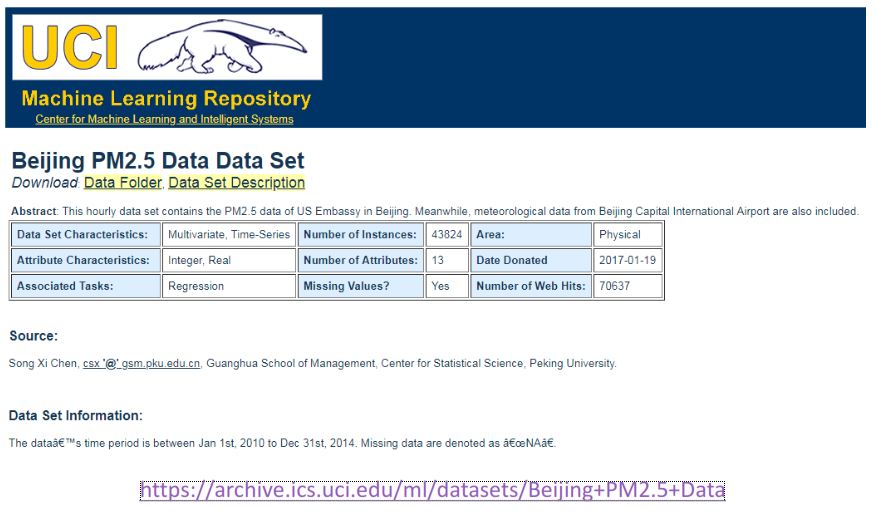 UCI
Machine Learning Repository
Center for Machine Learning and Intelligent Systems
Beijing PM2.5 Data Data Set
Download: Data Folder, Data Set Description
Abstract: This hourly data set contains the PM2.5 data of US Embassy in Beijing. Meanwhile, meteorological data from Beijing Capital International Airport are also included.
Data Set Characteristics: Multivariate, Time-Series Number of Instances: 43824 Area: Physical
Attribute Characteristics: Integer, Real Number of Attributes: 13 Date Donated 2017-01-19
Associated Tasks: Regression Missing Values? Yes Number of Web Hits: 70637
Source:
Song Xi Chen, csx '@' gsm.pku.edu.cn, Guanghua School of Management, Center for Statistical Science, Peking University.
Data Set Information:
The dataâ€™s time period is between Jan 1st, 2010 to Dec 31st, 2014. Missing data are denoted as â€œNAâ€.
https://archive.ics.uci.edu/ml/datasets/Beijing+PM2.5+Data